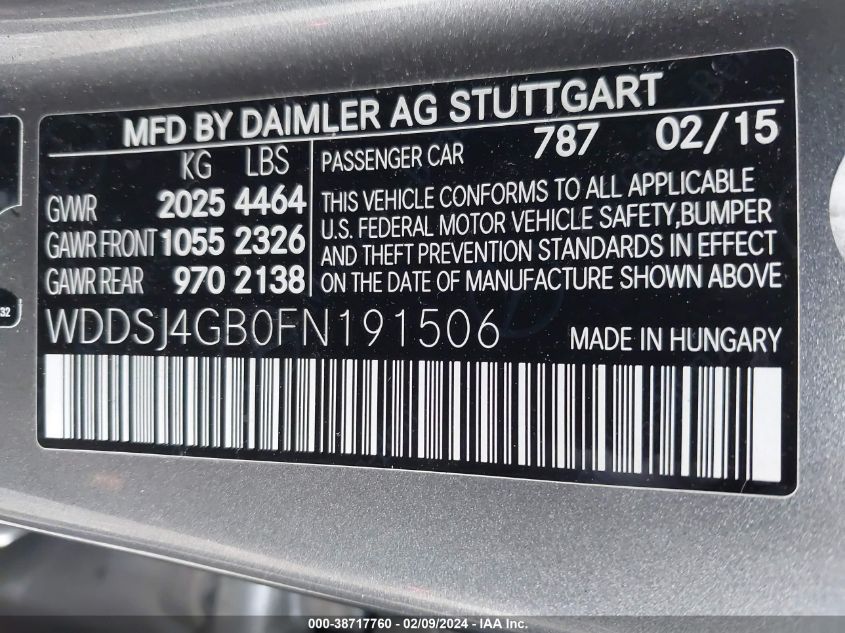 MFD BY DAIMLER AG STUTTGART
KG LBS
GVWR 2025 4464
GAWR FRONT 1055 2326
GAWR REAR 970 2138
PASSENGER CAR 787 02/15
THIS VEHICLE CONFORMS TO ALL APPLICABLE
U.S. FEDERAL MOTOR VEHICLE SAFETY,BUMPER
AND THEFT PREVENTION STANDARDS IN EFFECT
ON THE DATE OF MANUFACTURE SHOWN ABOVE
32
WDDSJ4GB0FN191506 MADE IN HUNGARY
000-38717760 - 02/09/2024 - IAA Inc.